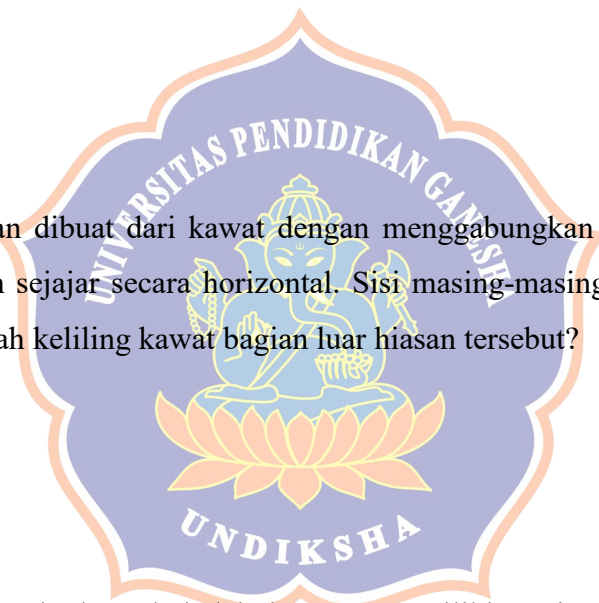 UNIVERSITAS PENDIDIKAN GANESHA
an dibuat dari kawat dengan menggabungkan
sejajar secara horizontal. Sisi masing-masing
ah keliling kawat bagian luar hiasan tersebut?
UNDIKSHA